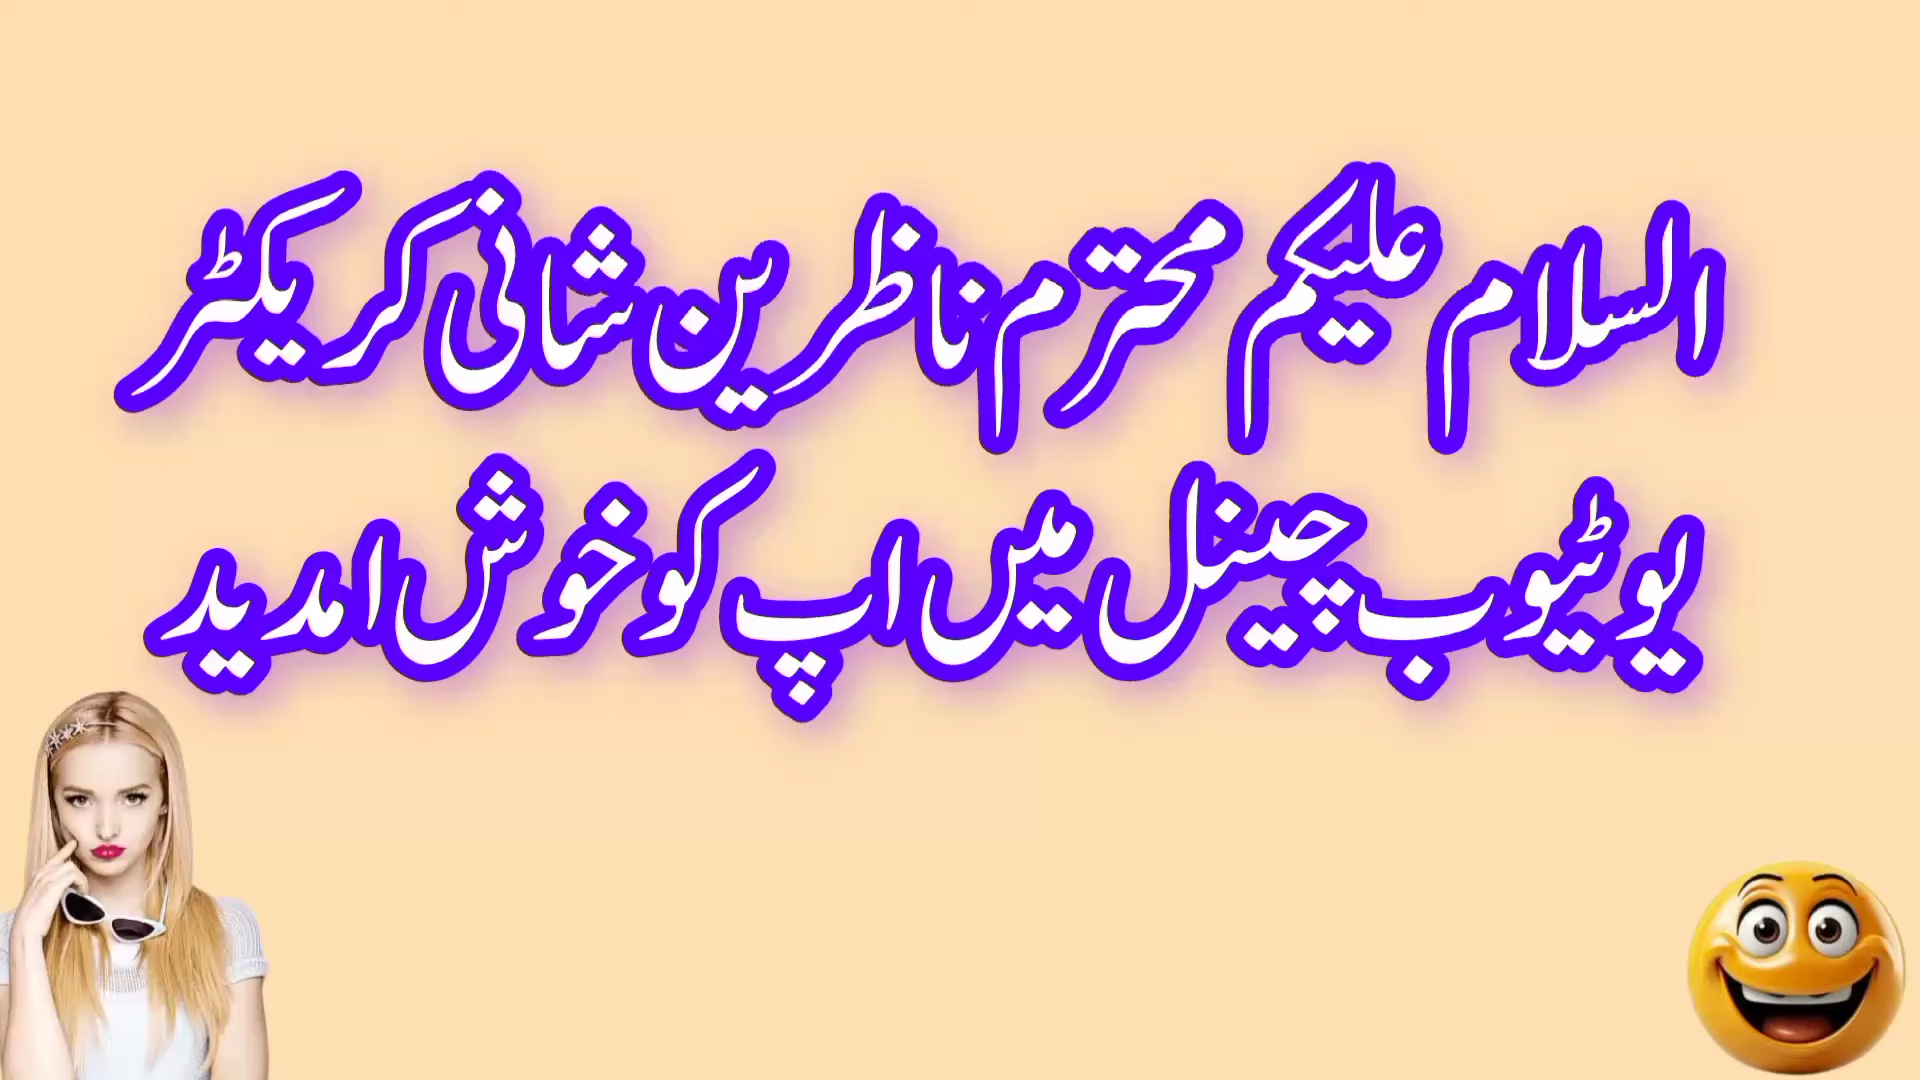 السلام علیکم محترم ناظرین شانی کریکٹر
یوٹیوب چینل میں اپ کو خوش امدید